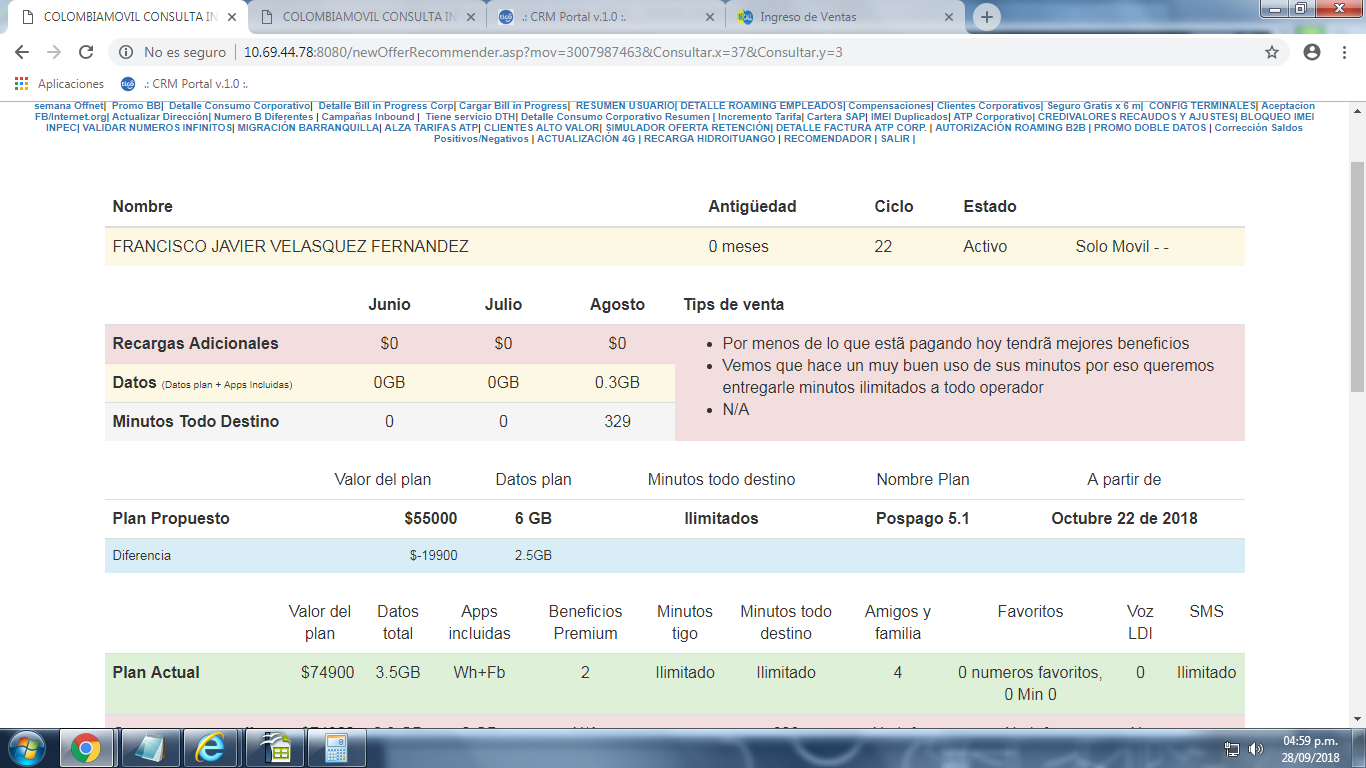 COLOMBIAMOVIL CONSULTA IN
COLOMBIAMOVIL CONSULTA IN
.: CRM Portal v.1.0 :.
Ingreso de Ventas
No es seguro | 10.69.44.78:8080/newOfferRecommender.asp?mov=3007987463&Consultar.x=37&Consultar.y=3
Aplicaciones
.: CRM Portal v.1.0 :.
semana Offnet| Promo BB| Detalle Consumo Corporativo| Detalle Bill in Progress Corp| Cargar Bill in Progress| RESUMEN USUARIO| DETALLE ROAMING EMPLEADOS| Compensaciones| Clientes Corporativos| Seguro Gratis x 6 m| CONFIG TERMINALES| Aceptacion
FB/Internet.org| Actualizar Dirección| Numero B Diferentes | Campañas Inbound | Tiene servicio DTH| Detalle Consumo Corporativo Resumen | Incremento Tarifa| Cartera SAP| IMEI Duplicados| ATP Corporativo| CREDIVALORES RECAUDOS Y AJUSTES| BLOQUEO IMEI
INPEC| VALIDAR NUMEROS INFINITOS| MIGRACIÓN BARRANQUILLA| ALZA TARIFAS ATP| CLIENTES ALTO VALOR| SIMULADOR OFERTA RETENCIÓN| DETALLE FACTURA ATP CORP. | AUTORIZACIÓN ROAMING B2B | PROMO DOBLE DATOS | Corrección Saldos
Positivos/Negativos | ACTUALIZACIÓN 4G | RECARGA HIDROITUANGO | RECOMENDADOR | SALIR |
Nombre Antigüedad Ciclo Estado
FRANCISCO JAVIER VELASQUEZ FERNANDEZ 0 meses 22 Activo Solo Movil - -
Junio Julio Agosto Tips de venta
Recargas Adicionales $0 $0 $0
Datos (Datos plan + Apps Incluidas) 0GB 0GB 0.3GB
Minutos Todo Destino 0 0 329
Por menos de lo que estã pagando hoy tendrã mejores beneficios
Vemos que hace un muy buen uso de sus minutos por eso queremos
entregarle minutos ilimitados a todo operador
N/A
Valor del plan Datos plan Minutos todo destino Nombre Plan A partir de
Plan Propuesto $55000 6 GB Ilimitados Pospago 5.1 Octubre 22 de 2018
Diferencia $-19900 2.5GB
Valor del Datos Apps Beneficios Minutos Minutos todo Amigos y Favoritos Voz SMS
plan total incluidas Premium tigo destino familia LDI
Plan Actual $74900 3.5GB Wh+Fb 2 Ilimitado Ilimitado 4 0 numeros favoritos, 0 Ilimitado
0 Min 0
04:59 p.m.
28/09/2018